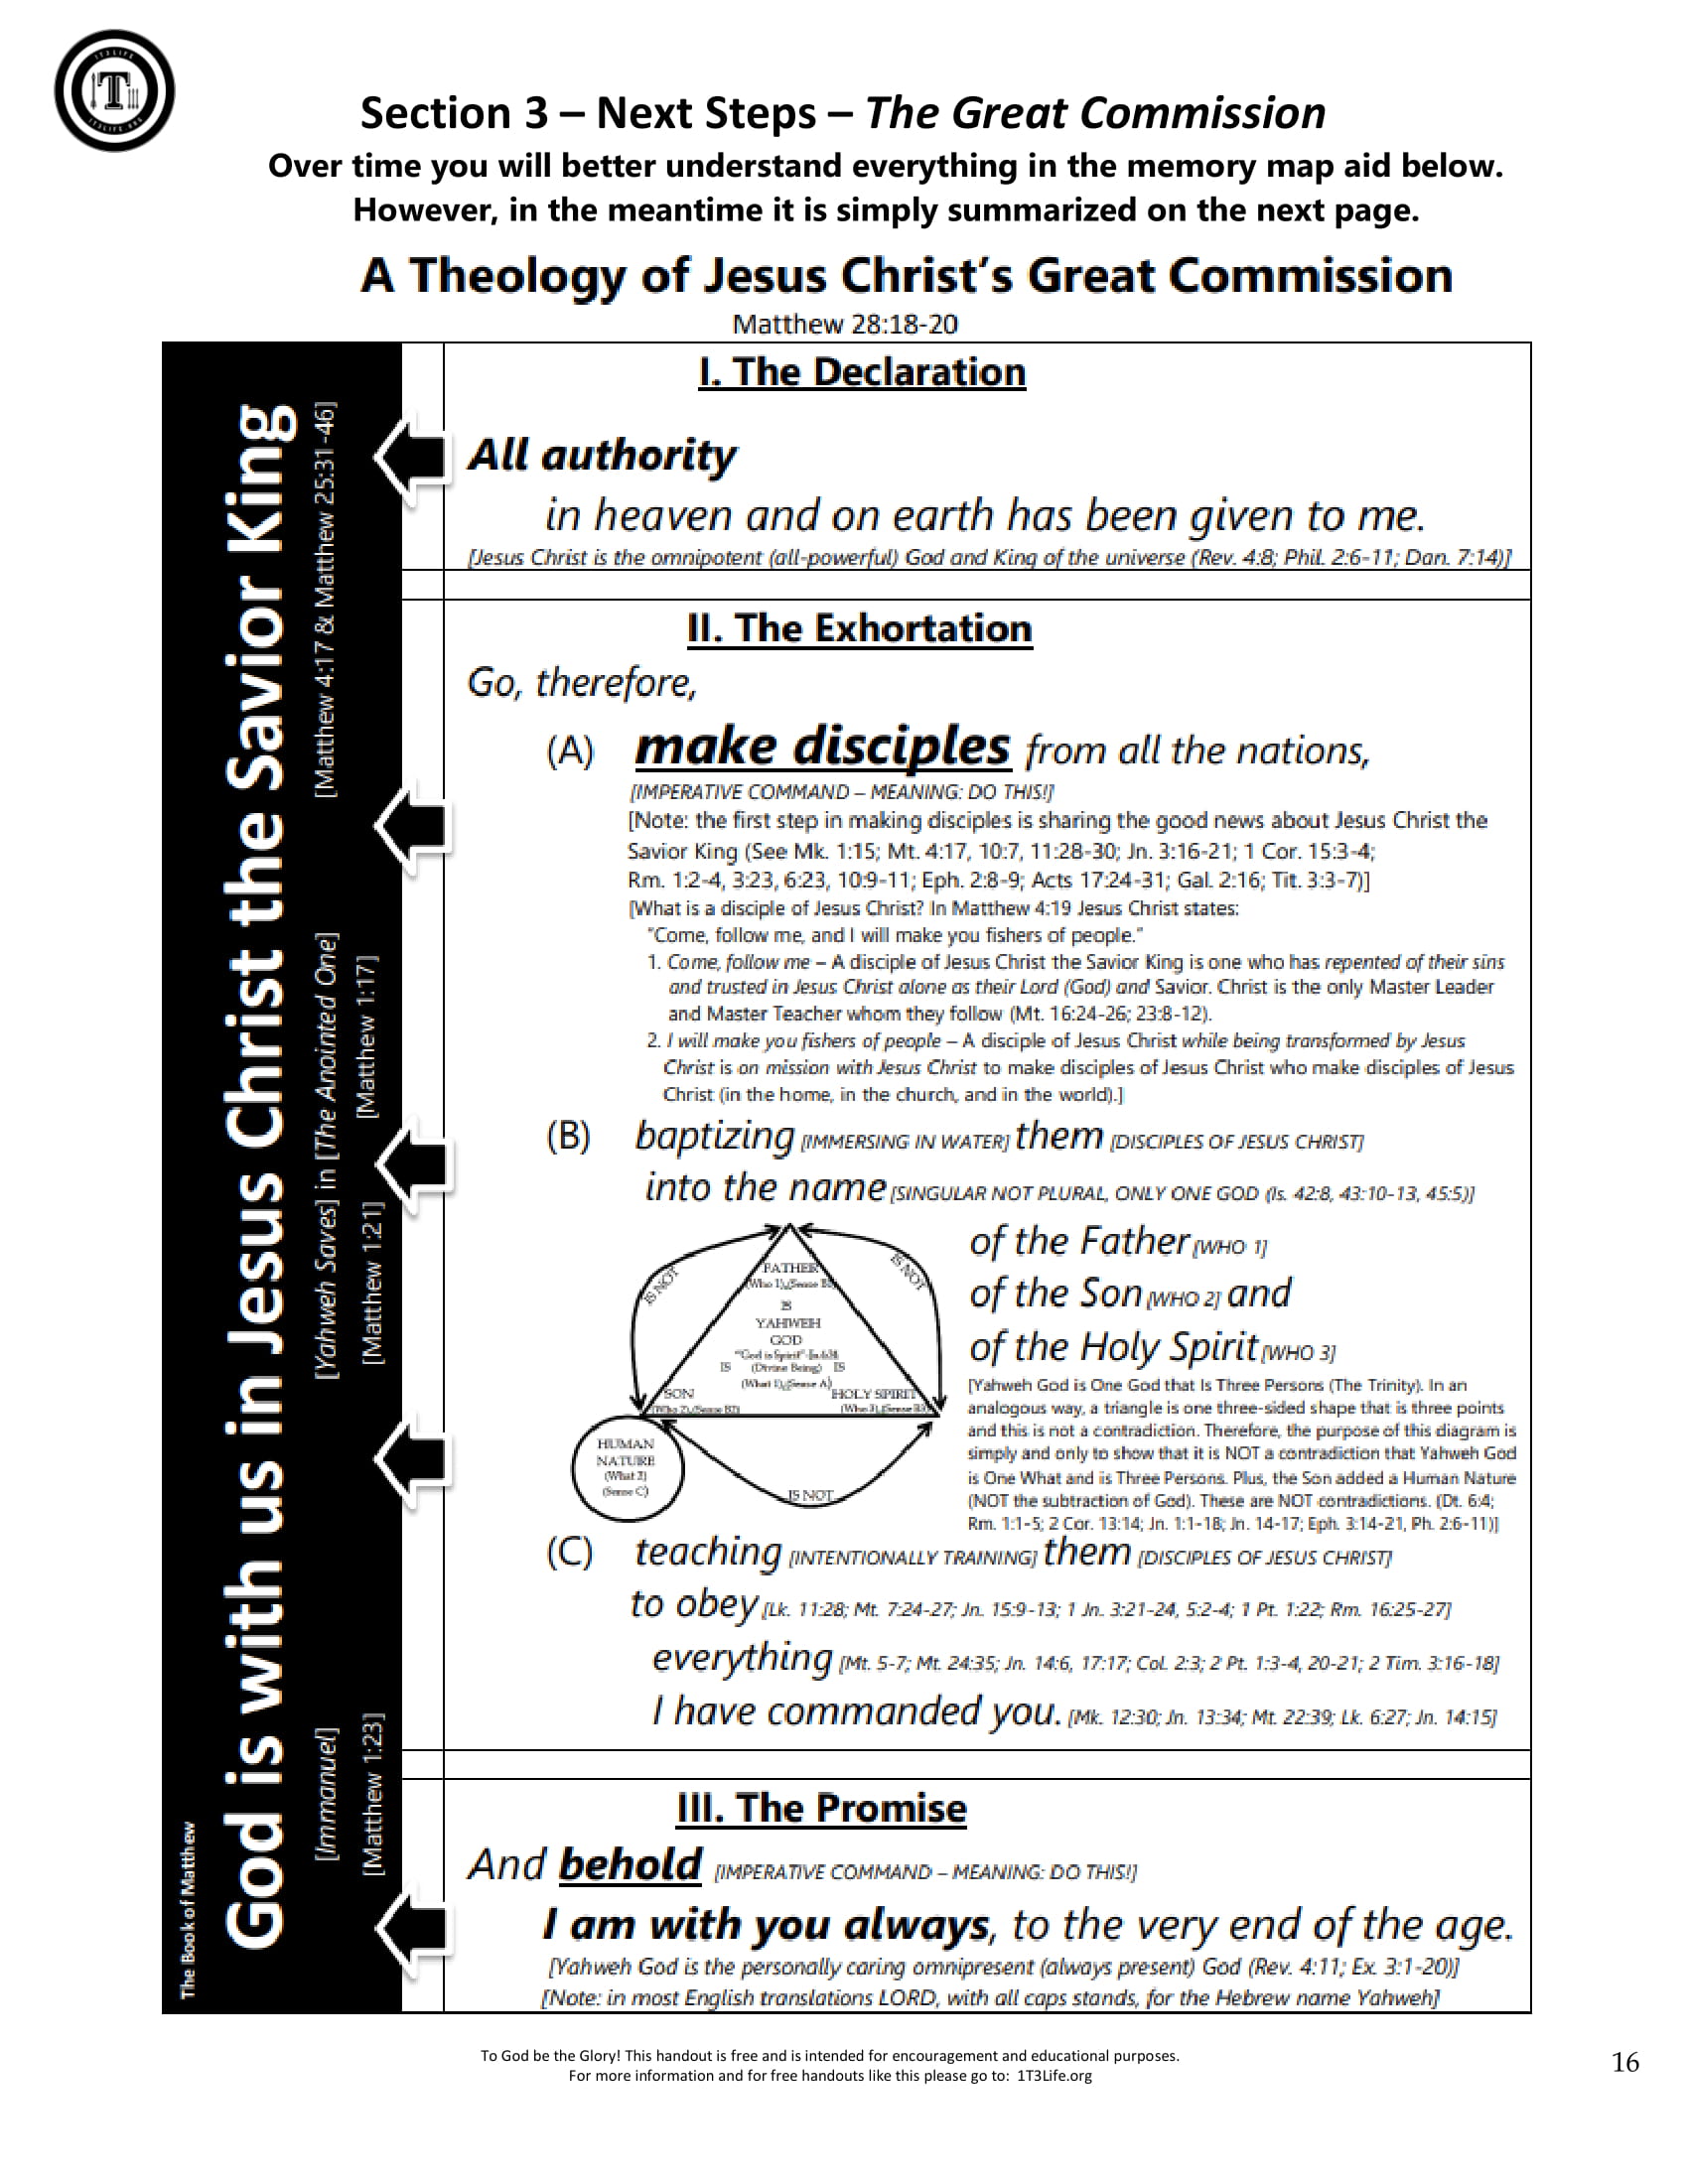 1T3LIFE
T
1T3LIFE.ORG
Section 3 – Next Steps – The Great Commission
Over time you will better understand everything in the memory map aid below.
However, in the meantime it is simply summarized on the next page.
A Theology of Jesus Christ's Great Commission
Matthew 28:18-20
The Book of Matthew
God is with us in Jesus Christ the Savior King
[Immanuel]
[Yahweh Saves] in [The Anointed One]
[Matthew 4:17 & Matthew 25:31-46]
[Matthew 1:23]
[Matthew 1:21]
[Matthew 1:17]
I. The Declaration
All authority
in heaven and on earth has been given to me.
[Jesus Christ is the omnipotent (all-powerful) God and King of the universe (Rev. 4:8; Phil. 2:6-11; Dan. 7:14)]
II. The Exhortation
Go, therefore,
(A) make disciples from all the nations,
[IMPERATIVE COMMAND – MEANING: DO THIS!]
[Note: the first step in making disciples is sharing the good news about Jesus Christ the
Savior King (See Mk. 1:15; Mt. 4:17, 10:7, 11:28-30; Jn. 3:16-21; 1 Cor. 15:3-4;
Rm. 1:2-4, 3:23, 6:23, 10:9-11; Eph. 2:8-9; Acts 17:24-31; Gal. 2:16; Tit. 3:3-7)]
[What is a disciple of Jesus Christ? In Matthew 4:19 Jesus Christ states:
"Come, follow me, and I will make you fishers of people."
1. Come, follow me – A disciple of Jesus Christ the Savior King is one who has repented of their sins
and trusted in Jesus Christ alone as their Lord (God) and Savior. Christ is the only Master Leader
and Master Teacher whom they follow (Mt. 16:24-26; 23:8-12).
2. I will make you fishers of people – A disciple of Jesus Christ while being transformed by Jesus
Christ is on mission with Jesus Christ to make disciples of Jesus Christ who make disciples of Jesus
Christ (in the home, in the church, and in the world).]
(B) baptizing [IMMERSING IN WATER] them [DISCIPLES OF JESUS CHRIST]
into the name [SINGULAR NOT PLURAL, ONLY ONE GOD (Is. 42:8, 43:10-13, 45:5)]
IS NOT
IS NOT
FATHER
(Who 1),(Sense B1)
IS
YAHWEH
GOD
"God is Spirit"-Jn.4:24
IS (Divine Being) IS
(What 1),(Sense A)
SON
HOLY SPIRIT
(Who 2),(Sense B2)
(Who 3),(Sense B3)
HUMAN
NATURE
(What 2)
(Sense C)
IS NOT
of the Father [WHO 1]
of the Son [WHO 2] and
of the Holy Spirit [WHO 3]
[Yahweh God is One God that Is Three Persons (The Trinity). In an
analogous way, a triangle is one three-sided shape that is three points
and this is not a contradiction. Therefore, the purpose of this diagram is
simply and only to show that it is NOT a contradiction that Yahweh God
is One What and is Three Persons. Plus, the Son added a Human Nature
(NOT the subtraction of God). These are NOT contradictions. (Dt. 6:4;
Rm. 1:1-5; 2 Cor. 13:14; Jn. 1:1-18; Jn. 14-17; Eph. 3:14-21, Ph. 2:6-11)]
(C) teaching [INTENTIONALLY TRAINING] them [DISCIPLES OF JESUS CHRIST]
to obey [Lk. 11:28; Mt. 7:24-27; Jn. 15:9-13; 1 Jn. 3:21-24, 5:2-4; 1 Pt. 1:22; Rm. 16:25-27]
everything [Mt. 5-7; Mt. 24:35; Jn. 14:6, 17:17; Col. 2:3; 2 Pt. 1:3-4, 20-21; 2 Tim. 3:16-18]
I have commanded you. [Mk. 12:30; Jn. 13:34; Mt. 22:39; Lk. 6:27; Jn. 14:15]
III. The Promise
And behold [IMPERATIVE COMMAND – MEANING: DO THIS!]
I am with you always, to the very end of the age.
[Yahweh God is the personally caring omnipresent (always present) God (Rev. 4:11; Ex. 3:1-20)]
[Note: in most English translations LORD, with all caps stands, for the Hebrew name Yahweh]
To God be the Glory! This handout is free and is intended for encouragement and educational purposes.
For more information and for free handouts like this please go to: 1T3Life.org
16